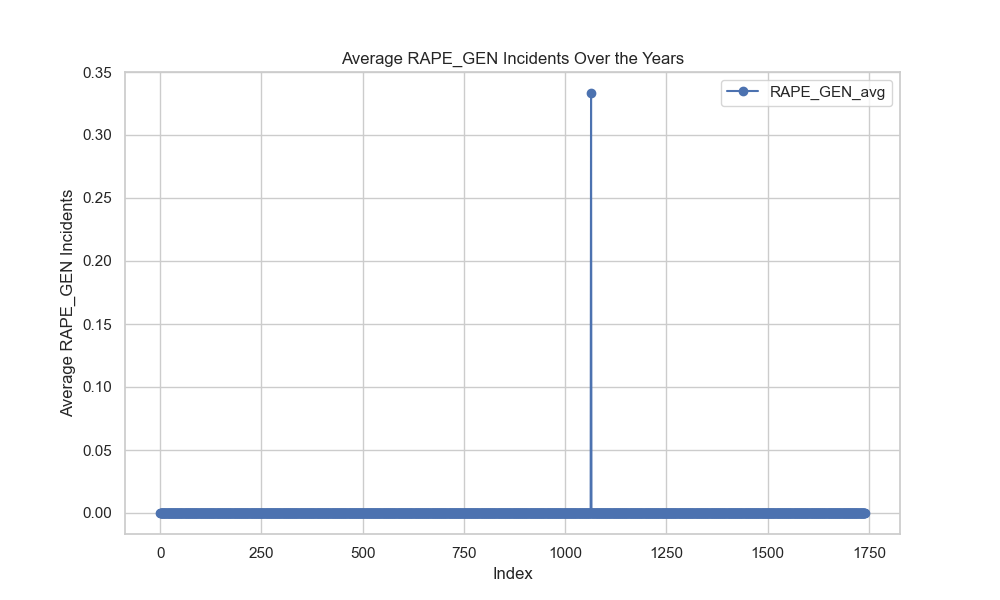 Average RAPE_GEN Incidents Over the Years
RAPE_GEN_avg
Average RAPE_GEN Incidents
0.35
0.30
0.25
0.20
0.15
0.10
0.05
0.00
0 250 500 750 1000 1250 1500 1750
Index